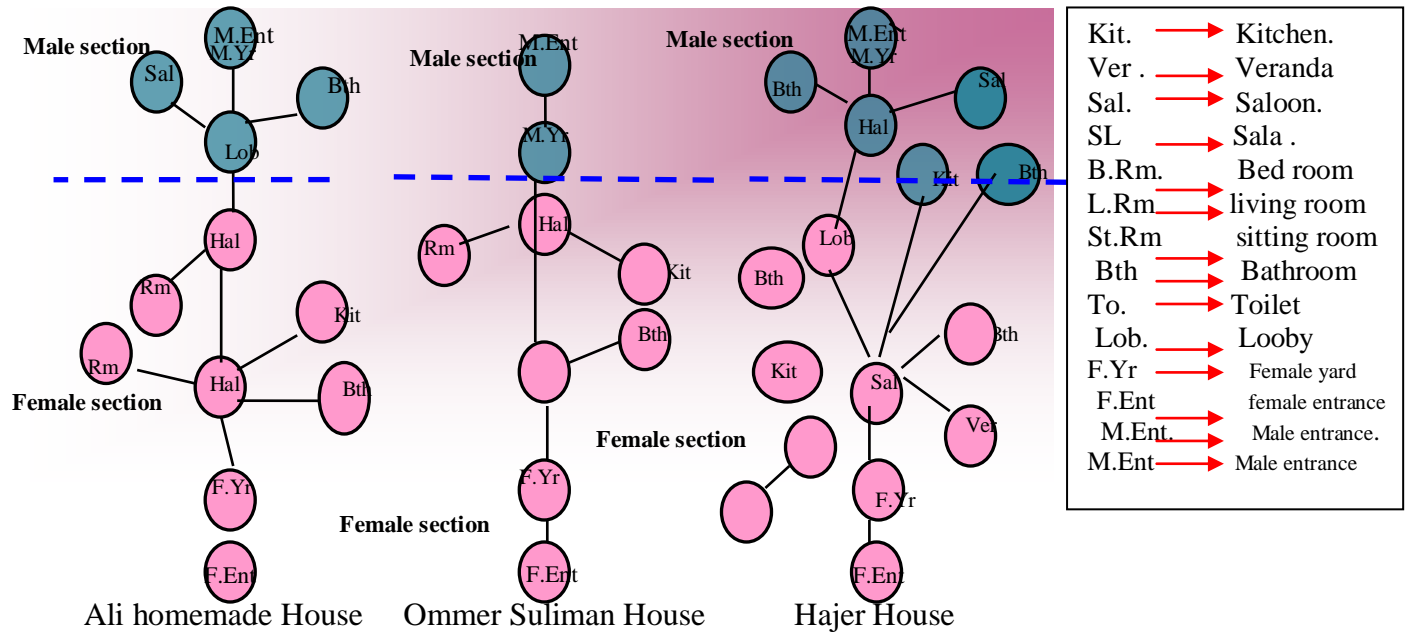 Male section
M.Ent
M.Yr
Sal
Bth
Lob
Hal
Rm
Kit
Rm
Hal
Bth
Female section
F.Yr
F.Ent
Ali homemade House
Male section
M.Ent
M.Yr
Hal
Rm
Kit
Bth
F.Yr
Female section
F.Ent
Ommer Suliman House
Male section
M.Ent
M.Yr
Bth
Sal
Hal
Kit
Bth
Lob
Bth
Bth
Kit
Sal
Ver
Female section
F.Yr
F.Ent
Hajer House
Kit. Kitchen.
Ver . Veranda
Sal. Saloon.
SL Sala .
B.Rm. Bed room
L.Rm living room
St.Rm sitting room
Bth Bathroom
To. Toilet
Lob. Looby
F.Yr Female yard
F.Ent female entrance
M.Ent. Male entrance.
M.Ent Male entrance